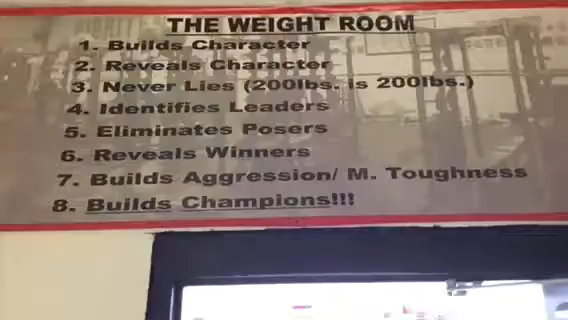 THE WEIGHT ROOM
1. Builds Character
2. Reveals Character
3. Never Lies (200lbs. is 200lbs.)
4. Identifies Leaders
5. Eliminates Posers
6. Reveals Winners
7. Builds Aggression/ M. Toughness
8. Builds Champions!!!